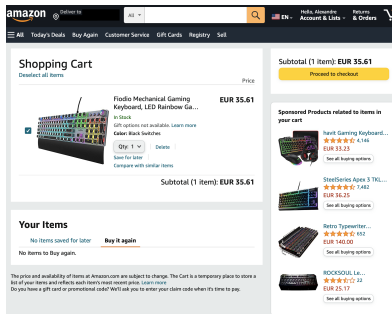 amazon
Deliver to
All
EN
Hello, Alexandre
Account & Lists
Returns
& Orders
All Today's Deals Buy Again Customer Service Gift Cards Registry Sell
Shopping Cart
Deselect all items
Price
Fiodio Mechanical Gaming
Keyboard, LED Rainbow Ga...
EUR 35.61
In Stock
Gift options not available. Learn more
Color: Black Switches
Qty: 1
Delete
Save for later
Compare with similar items
Subtotal (1 item): EUR 35.61
Your Items
No items saved for later
Buy it again
No items to Buy again.
The price and availability of items at Amazon.com are subject to change. The Cart is a temporary place to store a
list of your items and reflects each item's most recent price. Learn more
Do you have a gift card or promotional code? We'll ask you to enter your claim code when it's time to pay.
Subtotal (1 item): EUR 35.61
Proceed to checkout
Sponsored Products related to items in
your cart
havit Gaming Keyboard...
4,146
EUR 33.23
See all buying options
SteelSeries Apex 3 TKL...
7,482
EUR 36.25
See all buying options
Retro Typewriter...
652
EUR 140.00
See all buying options
ROCKSOUL Le...
22
EUR 25.17
See all buying options